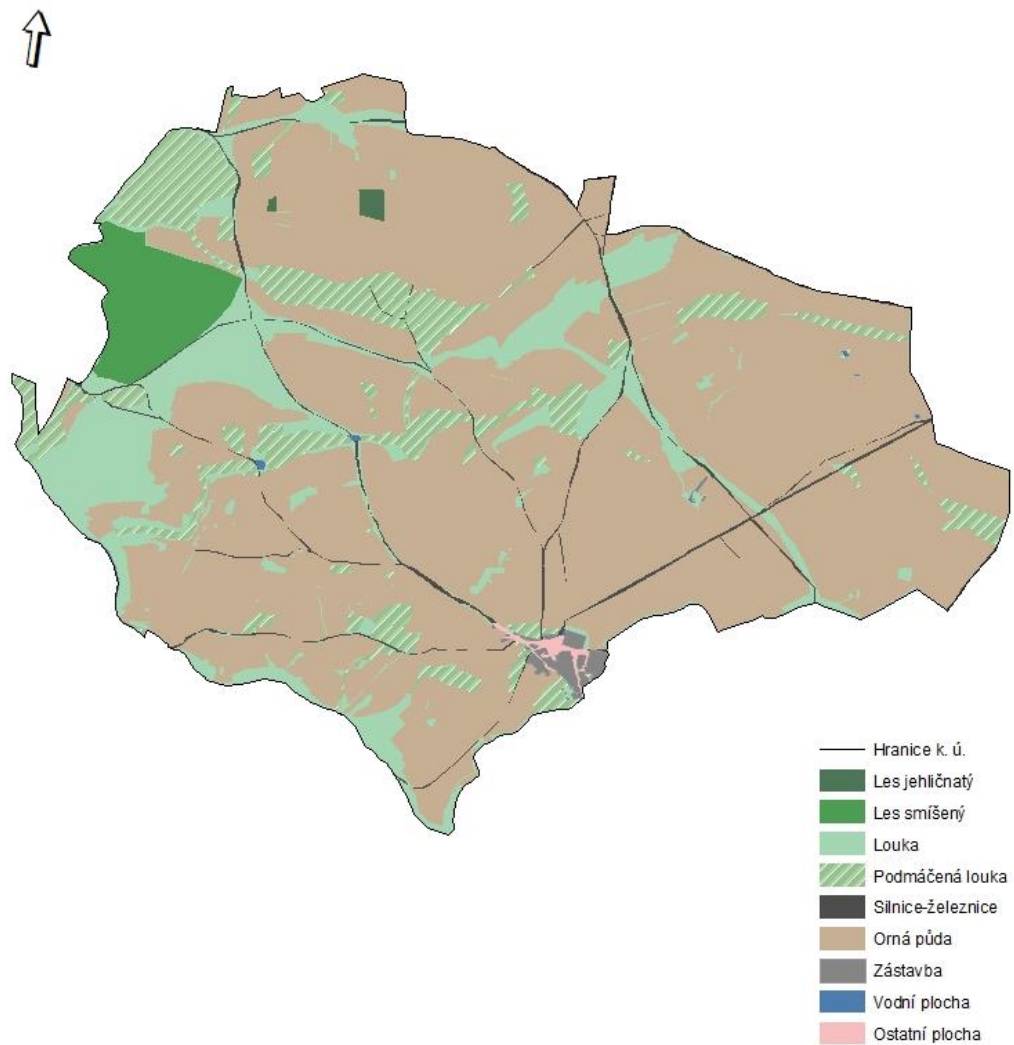 Hranice k. ú.
Les jehličnatý
Les smíšený
Louka
Podmáčená louka
Silnice-železnice
Orná půda
Zástavba
Vodní plocha
Ostatní plocha